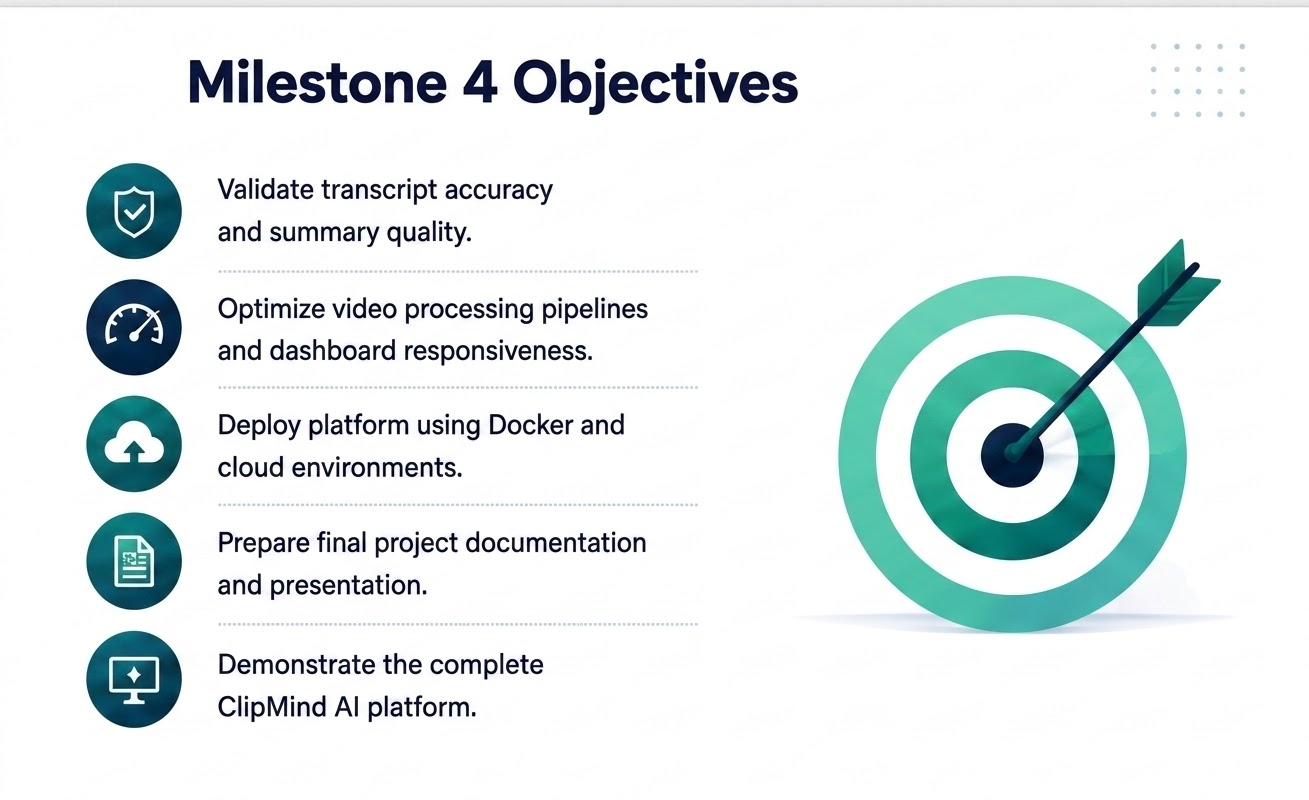 Milestone 4 Objectives
Validate transcript accuracy
and summary quality.
Optimize video processing pipelines
and dashboard responsiveness.
Deploy platform using Docker and
cloud environments.
Prepare final project documentation
and presentation.
Demonstrate the complete
ClipMind AI platform.